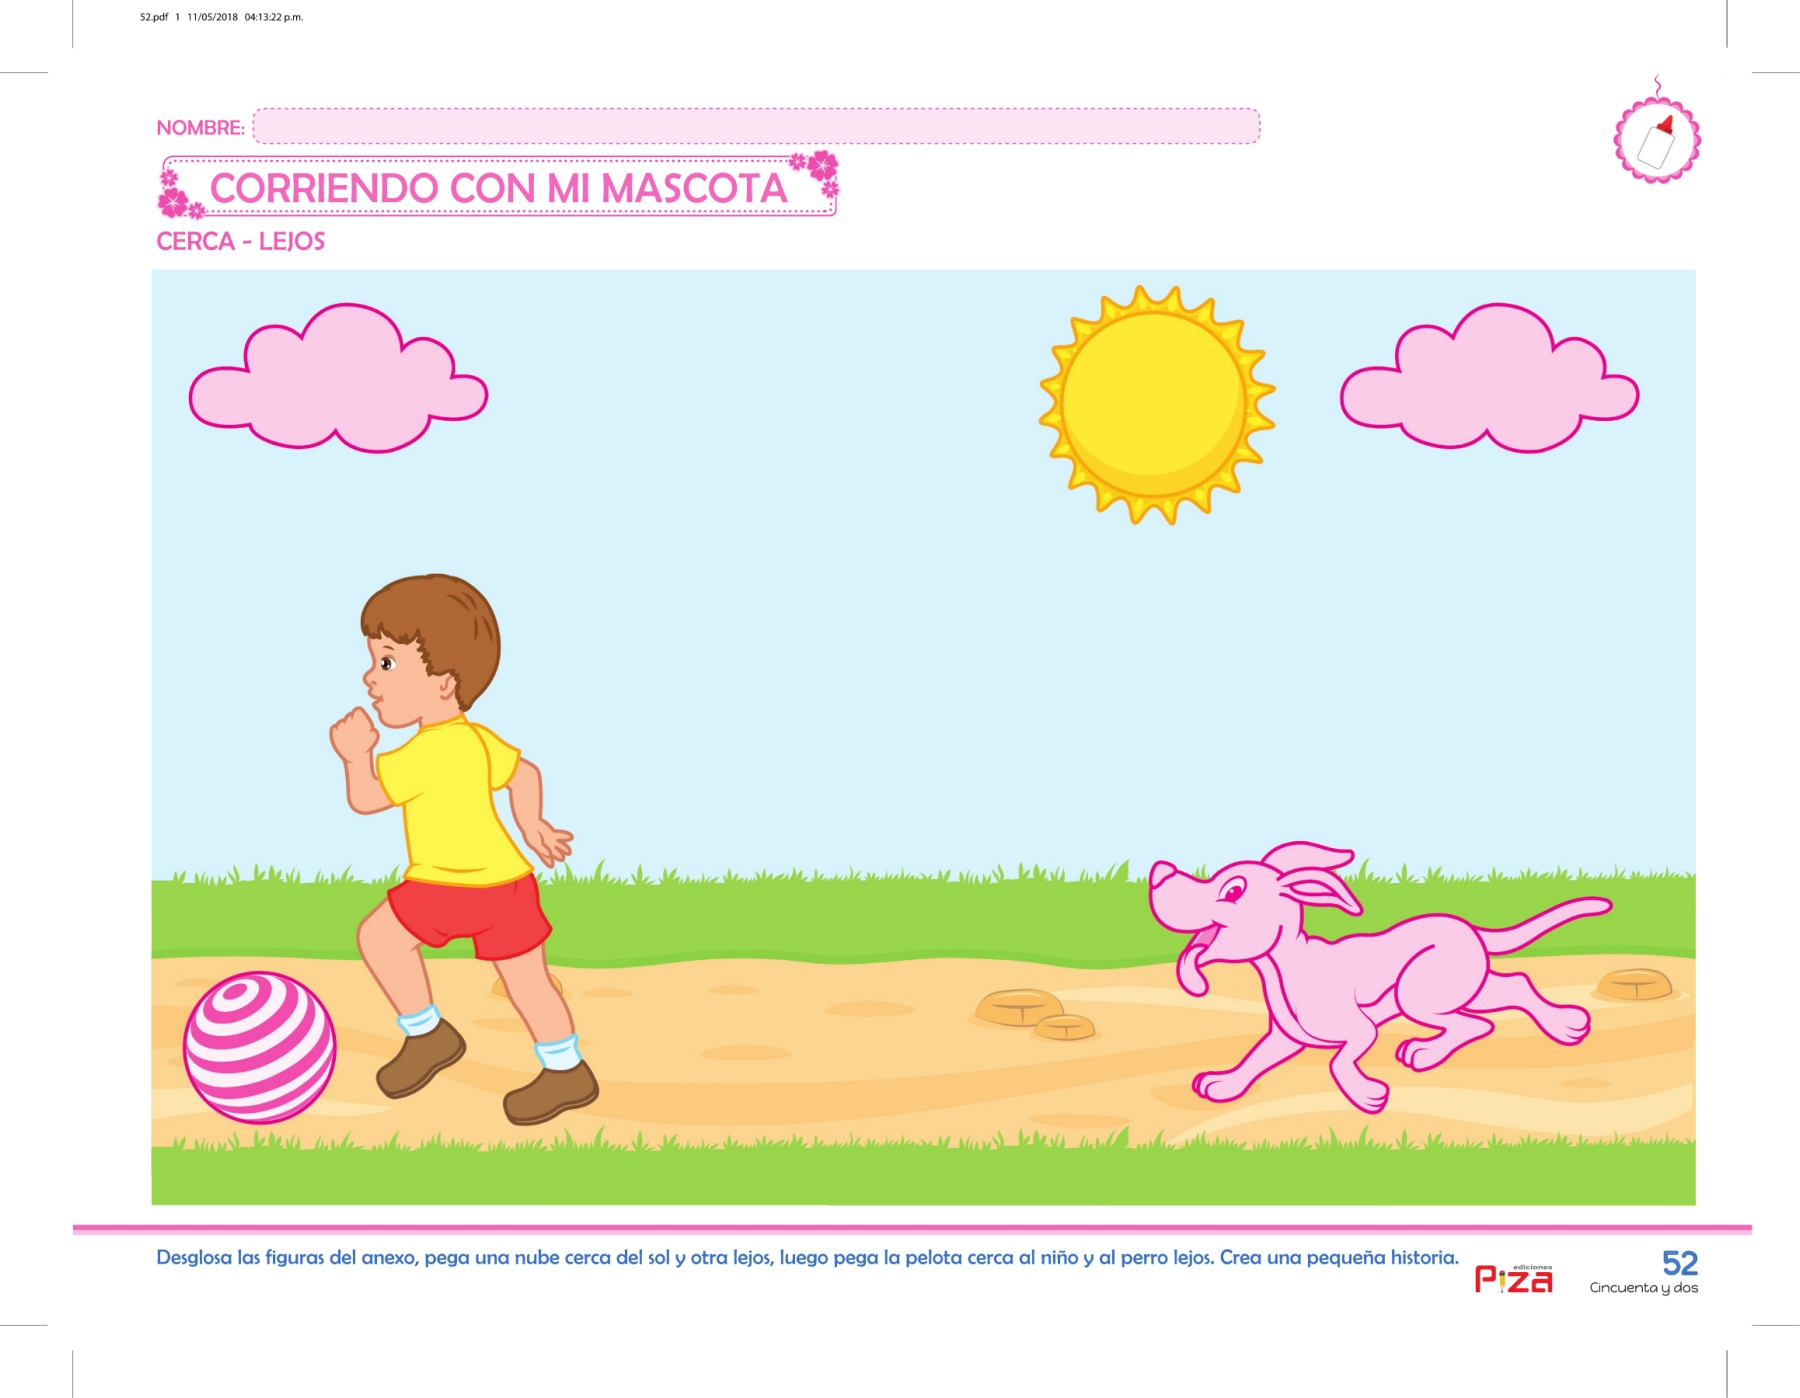 52.pdf 1 11/05/2018 04:13:22 p.m.
NOMBRE:
CORRIENDO CON MI MASCOTA
CERCA - LEJOS
Desglosa las figuras del anexo, pega una nube cerca del sol y otra lejos, luego pega la pelota cerca al niño y al perro lejos. Crea una pequeña historia.
ediciones
Piza
52
Cincuenta y dos